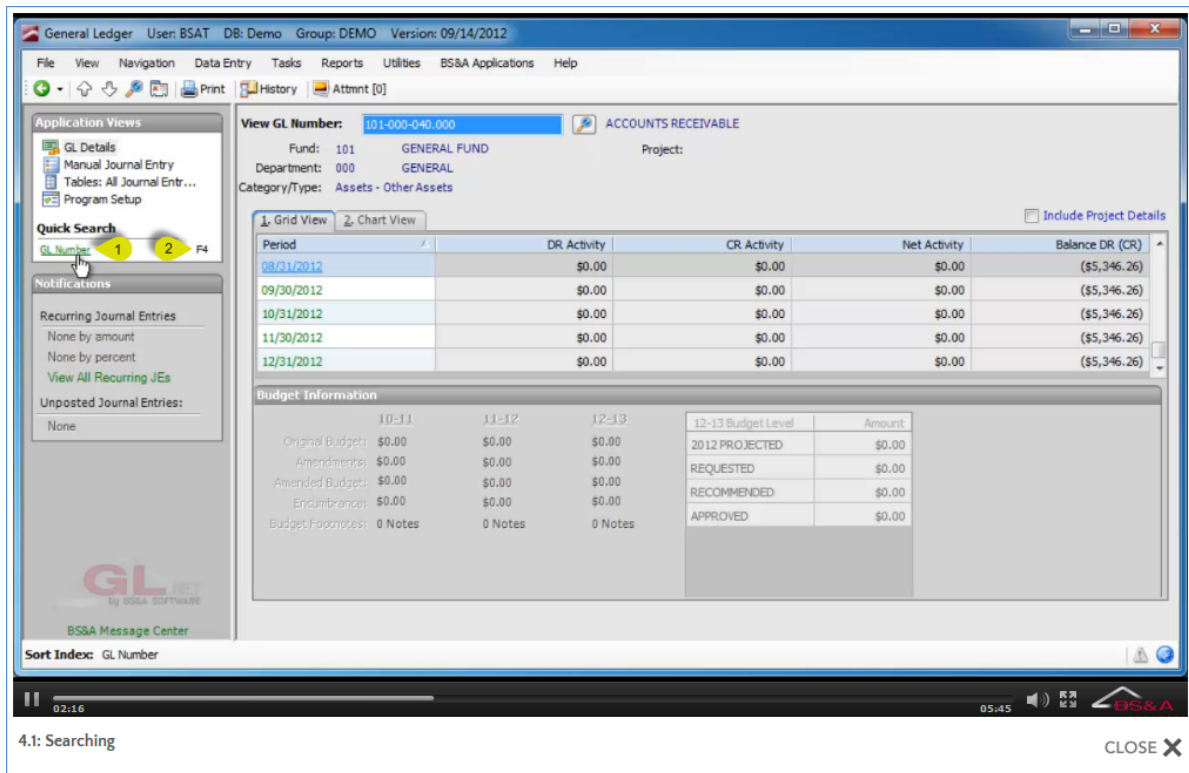 General Ledger User: BSAT DB: Demo Group: DEMO Version: 09/14/2012
File View Navigation Data Entry Tasks Reports Utilities BS&A Applications Help
Print History Attmnt [0]
Application Views
GL Details
Manual Journal Entry
Tables: All Journal Entr...
Program Setup
Quick Search
GL Number 1 2 F4
Notifications
Recurring Journal Entries
None by amount
None by percent
View All Recurring JEs
Unposted Journal Entries:
None
GL.NET
by BS&A SOFTWARE
BS&A Message Center
View GL Number: 101-000-040.000 ACCOUNTS RECEIVABLE
Fund: 101 GENERAL FUND Project:
Department: 000 GENERAL
Category/Type: Assets - Other Assets
1. Grid View 2. Chart View Include Project Details
Period DR Activity CR Activity Net Activity Balance DR (CR)
08/31/2012 $0.00 $0.00 $0.00 ($5,346.26)
09/30/2012 $0.00 $0.00 $0.00 ($5,346.26)
10/31/2012 $0.00 $0.00 $0.00 ($5,346.26)
11/30/2012 $0.00 $0.00 $0.00 ($5,346.26)
12/31/2012 $0.00 $0.00 $0.00 ($5,346.26)
Budget Information
10-11 11-12 12-13
Original Budget: $0.00 $0.00 $0.00
Amendments: $0.00 $0.00 $0.00
Amended Budget: $0.00 $0.00 $0.00
Encumbrance: $0.00 $0.00 $0.00
Budget Footnotes: 0 Notes 0 Notes 0 Notes
12-13 Budget Level Amount
2012 PROJECTED $0.00
REQUESTED $0.00
RECOMMENDED $0.00
APPROVED $0.00
Sort Index: GL Number
02:16 05:45 BS&A
4.1: Searching CLOSE